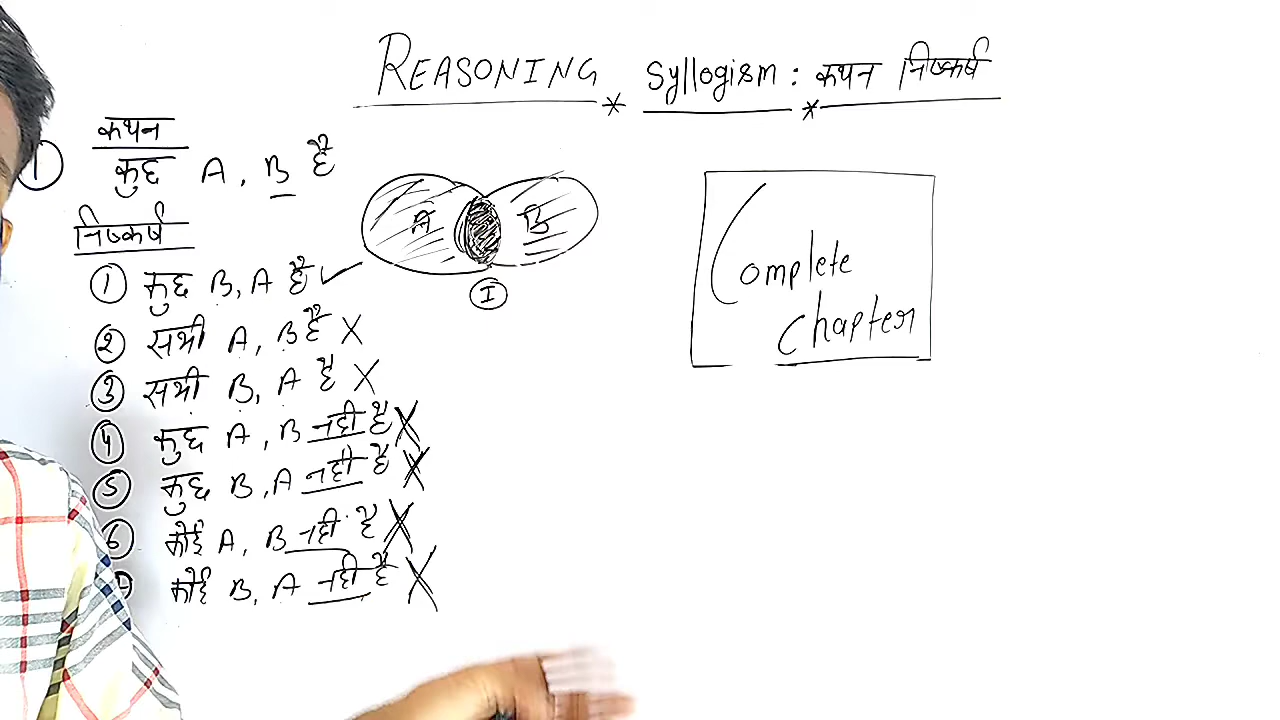 REASONING Syllogism : कथन निष्कर्ष
कथन
① कुछ A, B है
निष्कर्ष
① कुछ B, A है ✓
② सभी A, B है X
③ सभी B, A है X
④ कुछ A, B नहीं है X
⑤ कुछ B, A नहीं है X
6 कोई A, B नहीं है X
कोई B, A नहीं है X
A B
I
Complete
Chapter